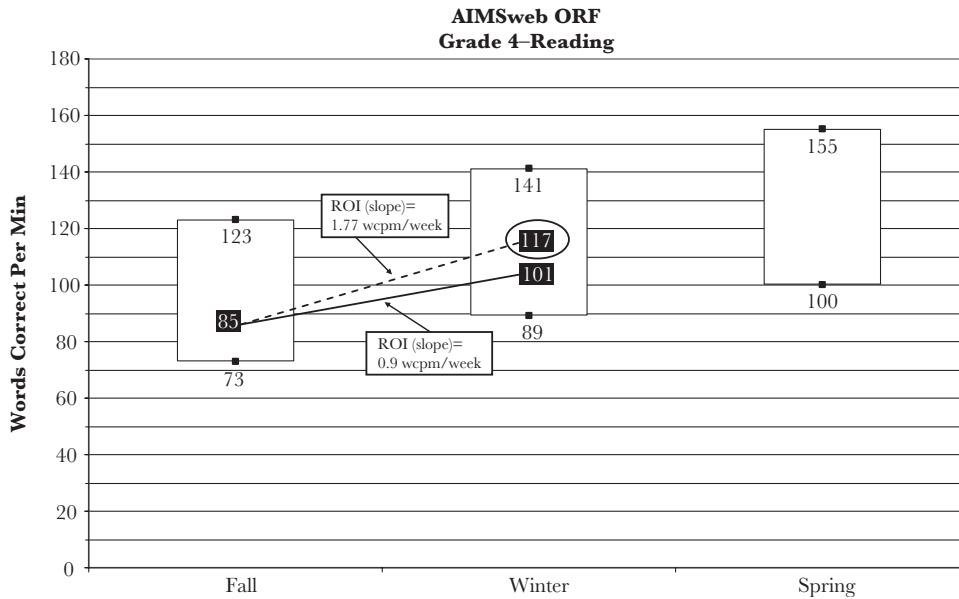 AIMSweb ORF
Grade 4–Reading
Words Correct Per Min
180
160
140
120
100
80
60
40
20
0
123
85
73
ROI (slope)=
1.77 wcpm/week
ROI (slope)=
0.9 wcpm/week
141
117
101
89
155
100
Fall
Winter
Spring